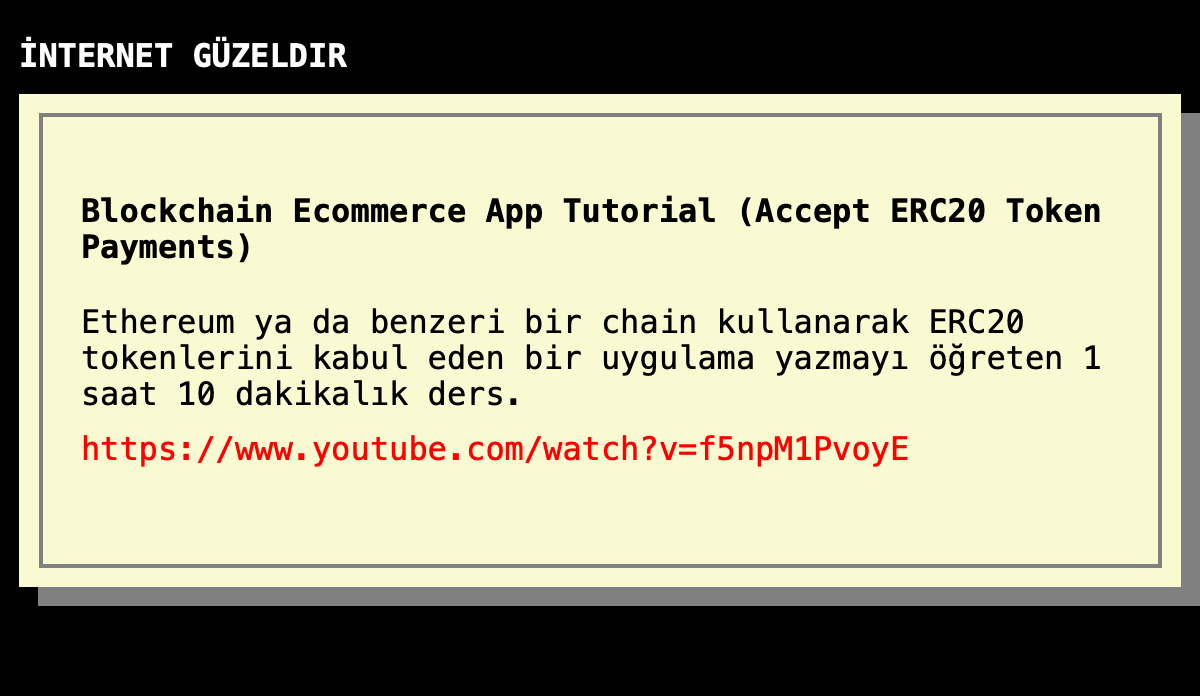 İNTERNET GÜZELDIR
Blockchain Ecommerce App Tutorial (Accept ERC20 Token
Payments)
Ethereum ya da benzeri bir chain kullanarak ERC20
tokenlerini kabul eden bir uygulama yazmayı öğreten 1
saat 10 dakikalık ders.
https://www.youtube.com/watch?v=f5npM1PvoyE